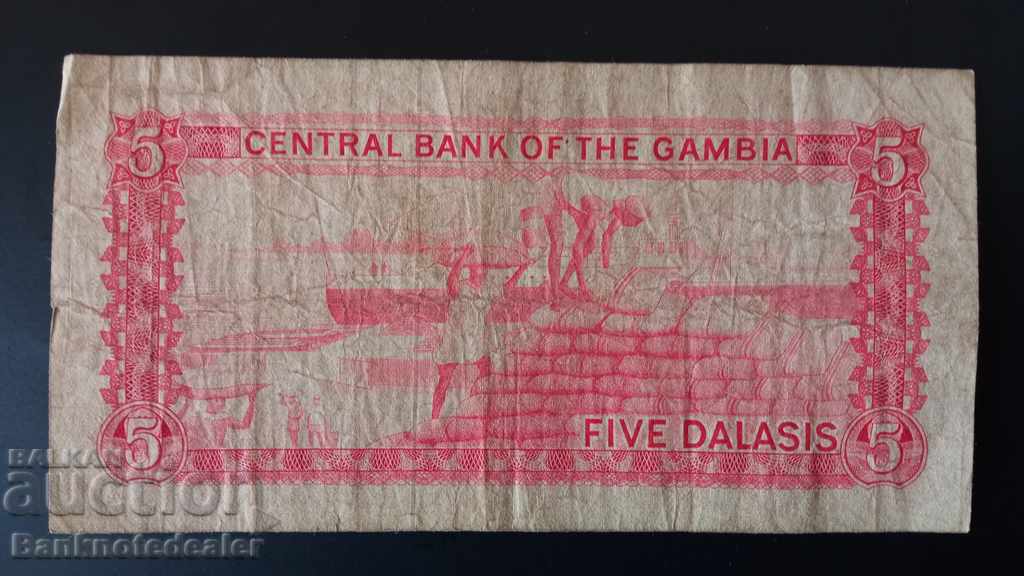 5 5
CENTRAL BANK OF THE GAMBIA
FIVE DALASIS
5 5
BALKAN
auction
Banknotedealer